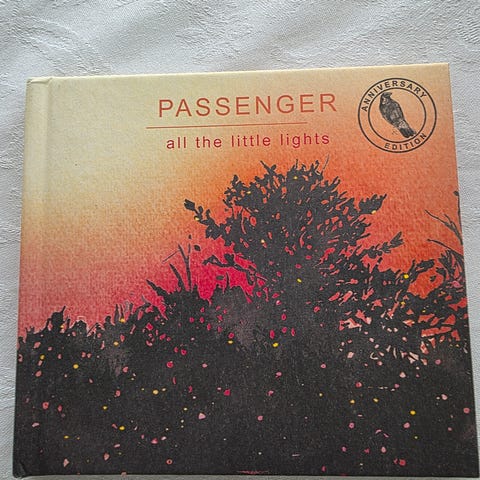 PASSENGER
all the little lights
ANNIVERSARY
EDITION